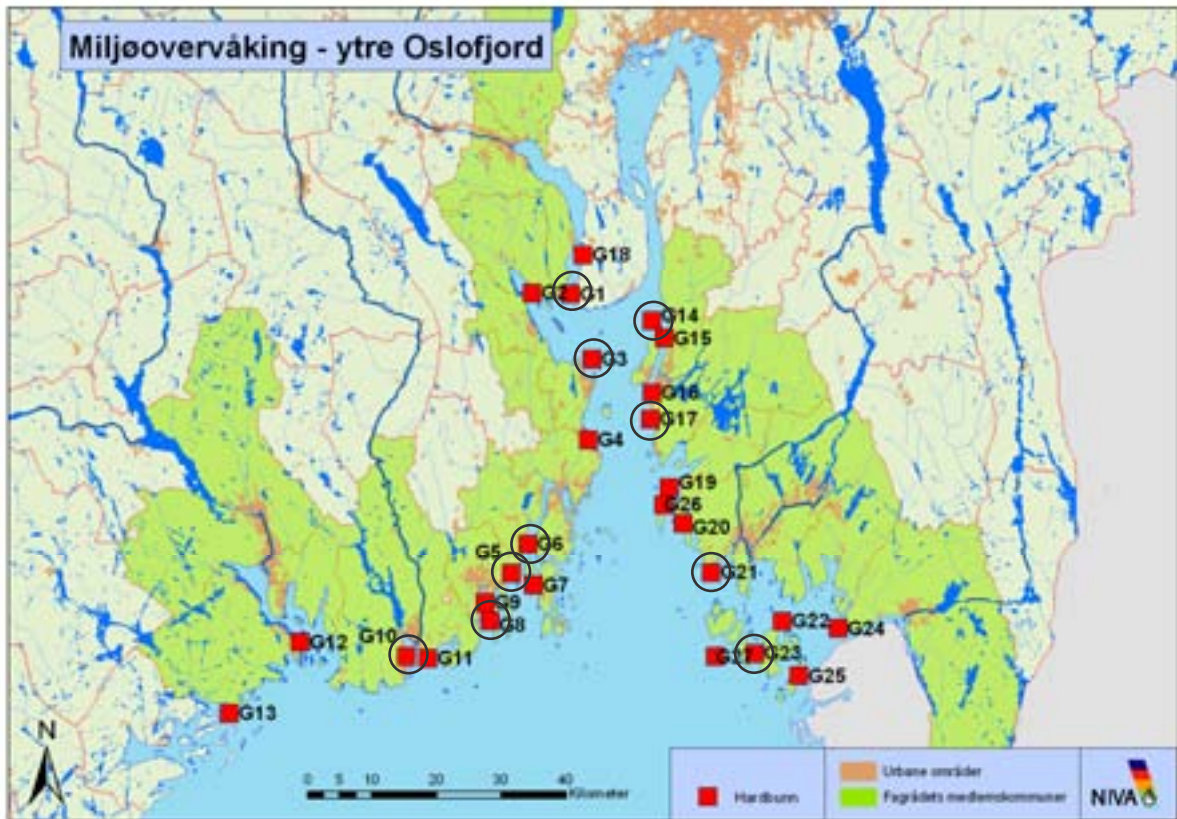 Miljøovervåking - ytre Oslofjord
G18
G2
G1
G14
G15
G3
G16
G17
G4
G19
G26
G20
G6
G5
G21
G7
G9
G8
G22
G24
G10
G12
G11
G27
G23
G25
G13
N
0 5 10 20 30 40
Kilometer
Hardbunn
Urbane områder
Fagrådets medlemskommuner
NIVA